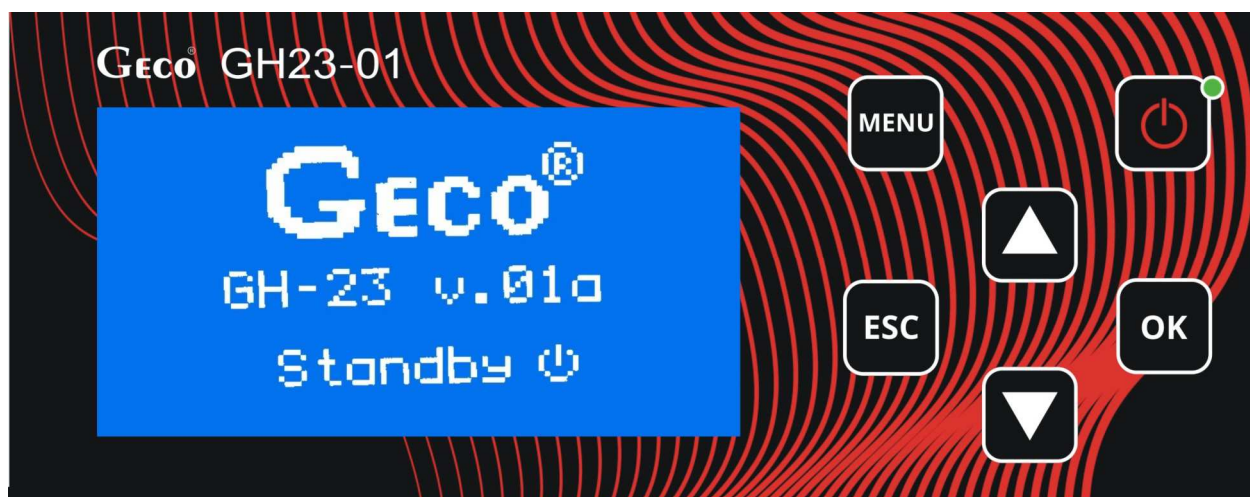 GECO® GH23-01
GECO®
GH-23 v.01a
Standby
MENU
ESC
OK